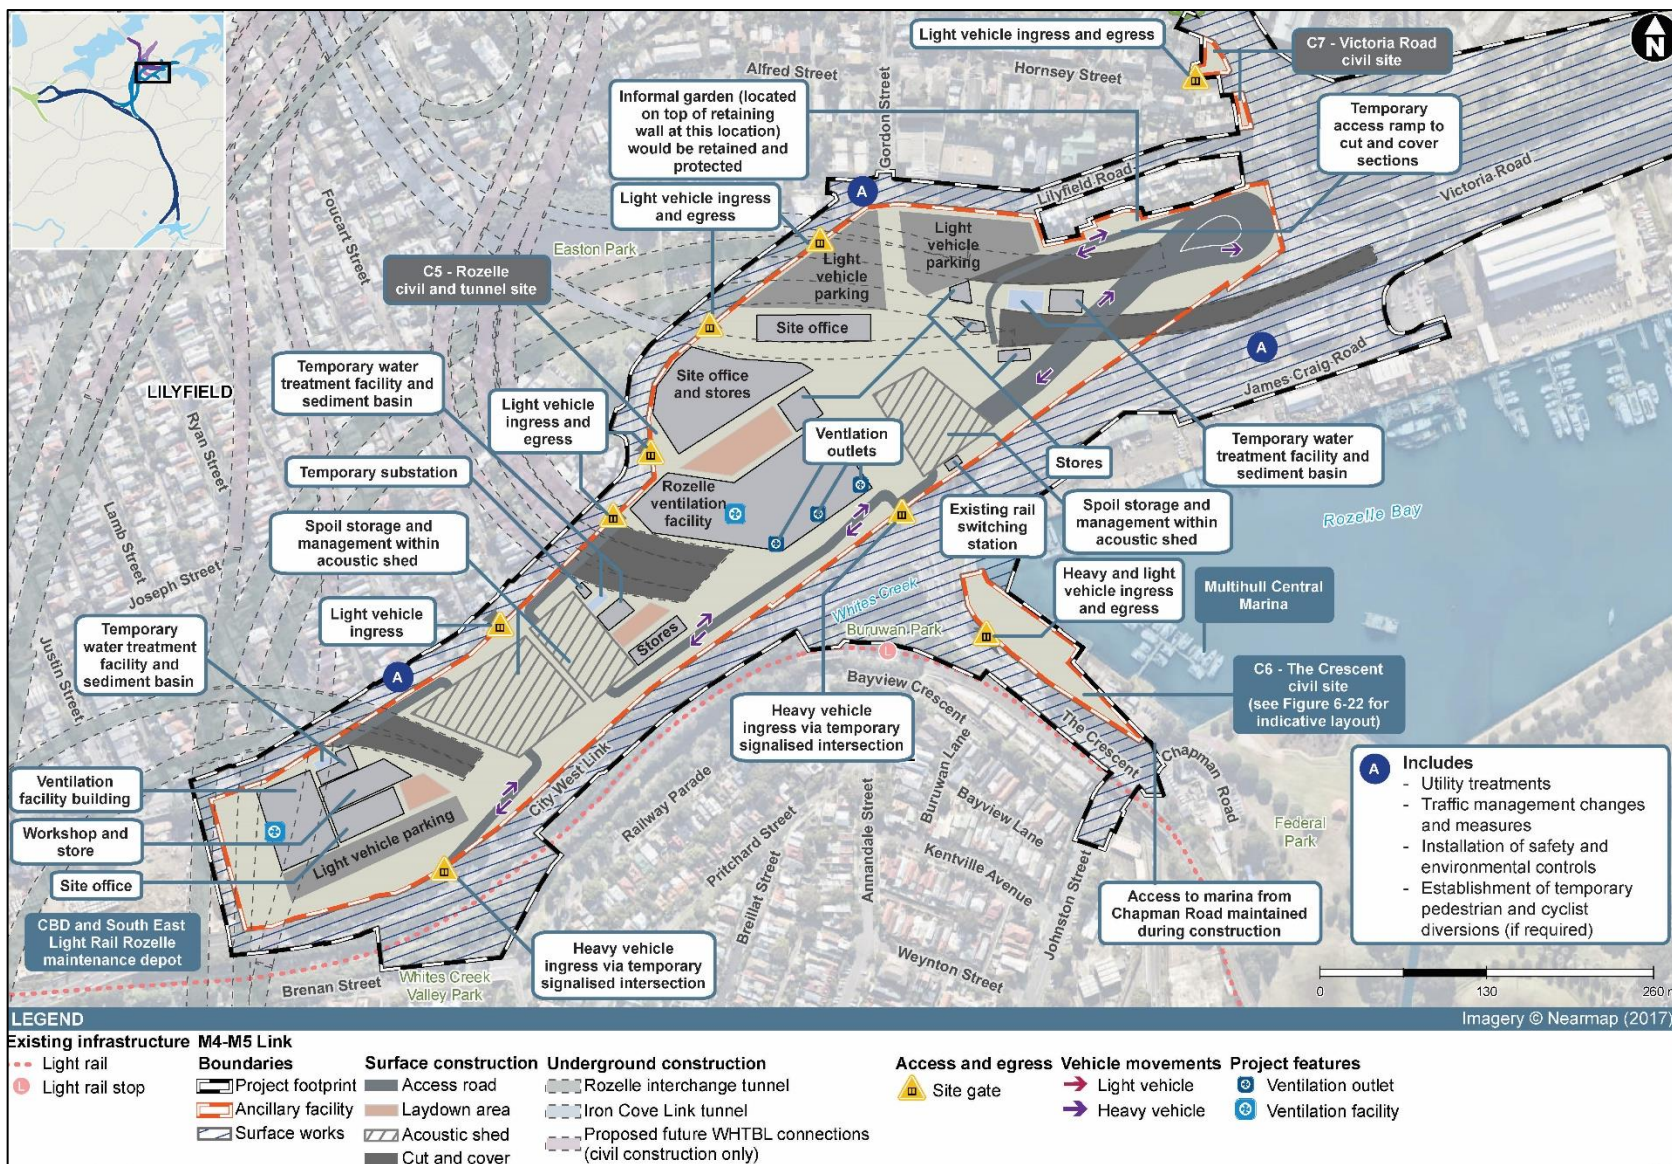 Light vehicle ingress and egress
C7 - Victoria Road
civil site
N
Alfred Street
Hornsey Street
Gordon Street
Informal garden (located
on top of retaining
wall at this location)
would be retained and
protected
Temporary
access ramp to
cut and cover
sections
Light vehicle ingress
and egress
A
Lilyfield Road
Victoria Road
Foucart Street
Easton Park
Light
vehicle
parking
Light
vehicle
parking
C5 - Rozelle
civil and tunnel site
Site office
A
James Craig Road
Temporary water
treatment facility and
sediment basin
Site office
and stores
LILYFIELD
Ryan Street
Light vehicle
ingress and
egress
Ventilation
outlets
Stores
Temporary water
treatment facility and
sediment basin
Temporary substation
Lamb Street
Rozelle
ventilation
facility
Existing rail
switching
station
Spoil storage and
management within
acoustic shed
Rozelle Bay
Spoil storage and
management within
acoustic shed
Joseph Street
Heavy and light
vehicle ingress
and egress
Multihull Central
Marina
Whites Creek
Buruwan Park
Light vehicle
ingress
Stores
L
Justin Street
Temporary
water treatment
facility and
sediment basin
A
Bayview Crescent
C6 - The Crescent
civil site
(see Figure 6-22 for
indicative layout)
Heavy vehicle
ingress via temporary
signalised intersection
The Crescent
Chapman Road
City-West Link
Railway Parade
Buruwan Lane
Bayview Lane
Annandale Street
Pritchard Street
Breillat Street
Kentville Avenue
Johnston Street
Weynton Street
Federal
Park
Ventilation
facility building
Workshop and
store
Site office
Light vehicle parking
CBD and South East
Light Rail Rozelle
maintenance depot
Access to marina from
Chapman Road maintained
during construction
Heavy vehicle
ingress via temporary
signalised intersection
Whites Creek
Valley Park
Brenan Street
A Includes
- Utility treatments
- Traffic management changes
and measures
- Installation of safety and
environmental controls
- Establishment of temporary
pedestrian and cyclist
diversions (if required)
0 130 260 m
LEGEND
Imagery © Nearmap (2017)
Existing infrastructure
Light rail
L Light rail stop
M4-M5 Link
Boundaries
Project footprint
Ancillary facility
Surface works
Surface construction
Access road
Laydown area
Acoustic shed
Cut and cover
Underground construction
Rozelle interchange tunnel
Iron Cove Link tunnel
Proposed future WHTBL connections
(civil construction only)
Access and egress
Site gate
Vehicle movements
Light vehicle
Heavy vehicle
Project features
Ventilation outlet
Ventilation facility